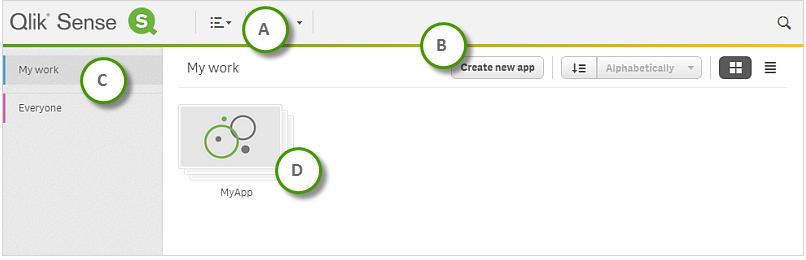 Qlik® Sense S
A
B
My work
C
My work
Create new app
Alphabetically
Everyone
D
MyApp